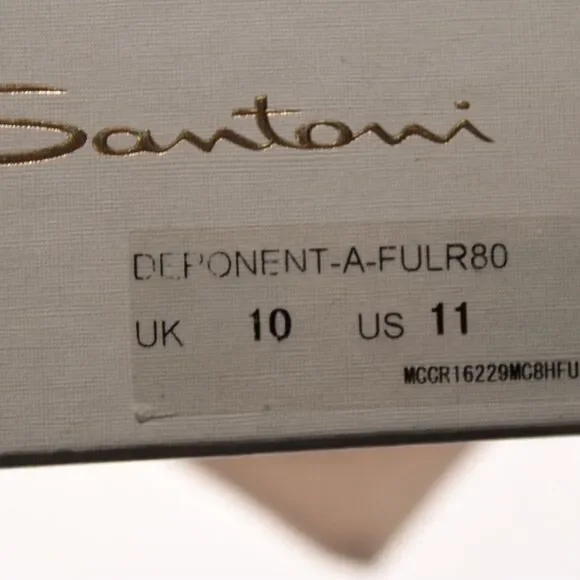 Santoni
DEPONENT-A-FULR80
UK 10 US 11
MCCR16229MC8HFU